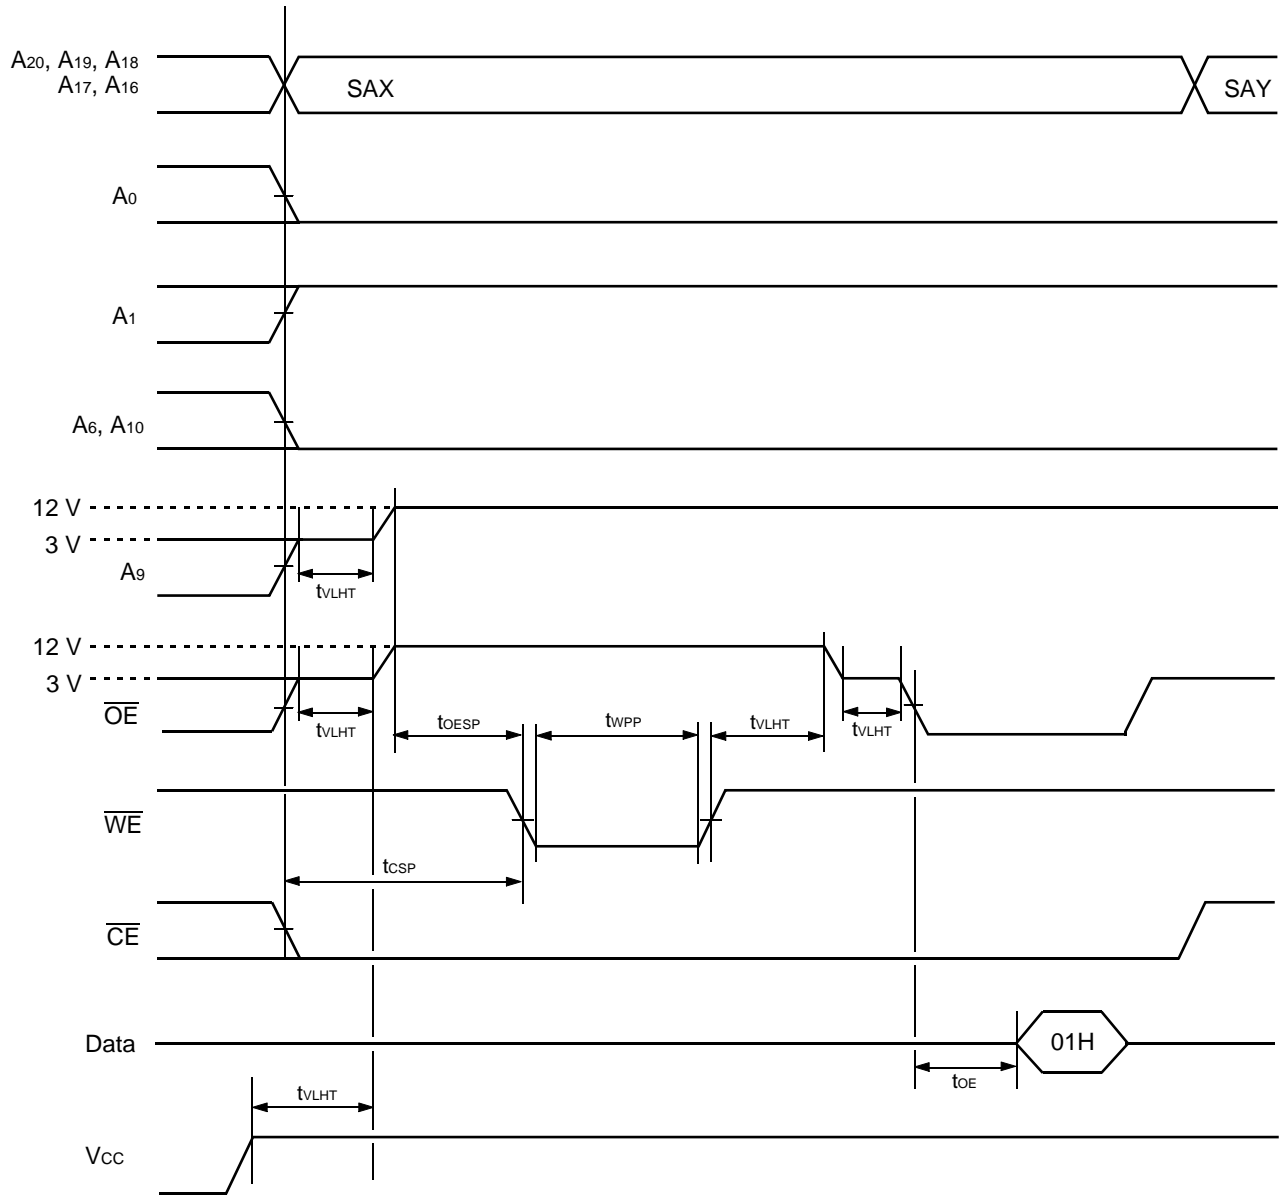 A20, A19, A18
A17, A16
SAX
SAY
A0
A1
A6, A10
12 V
3 V
A9
tVLHT
12 V
3 V
OE
tVLHT
tOESP
tWPP
tVLHT
tVLHT
WE
tCSP
CE
Data
01H
tOE
tVLHT
VCC